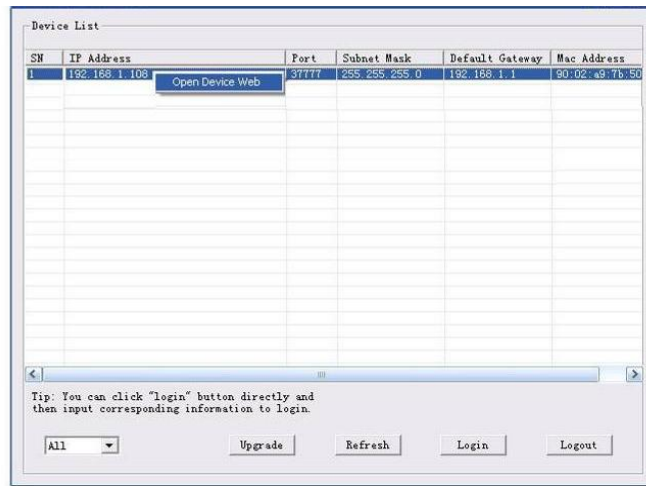 Device List
SN IP Address Port Subnet Mask Default Gateway Mac Address
1 192.168.1.108 37777 255.255.255.0 192.168.1.1 90:02:a9:7b:50
Open Device Web
Tip: You can click "login" button directly and
then input corresponding information to login.
All Upgrade Refresh Login Logout